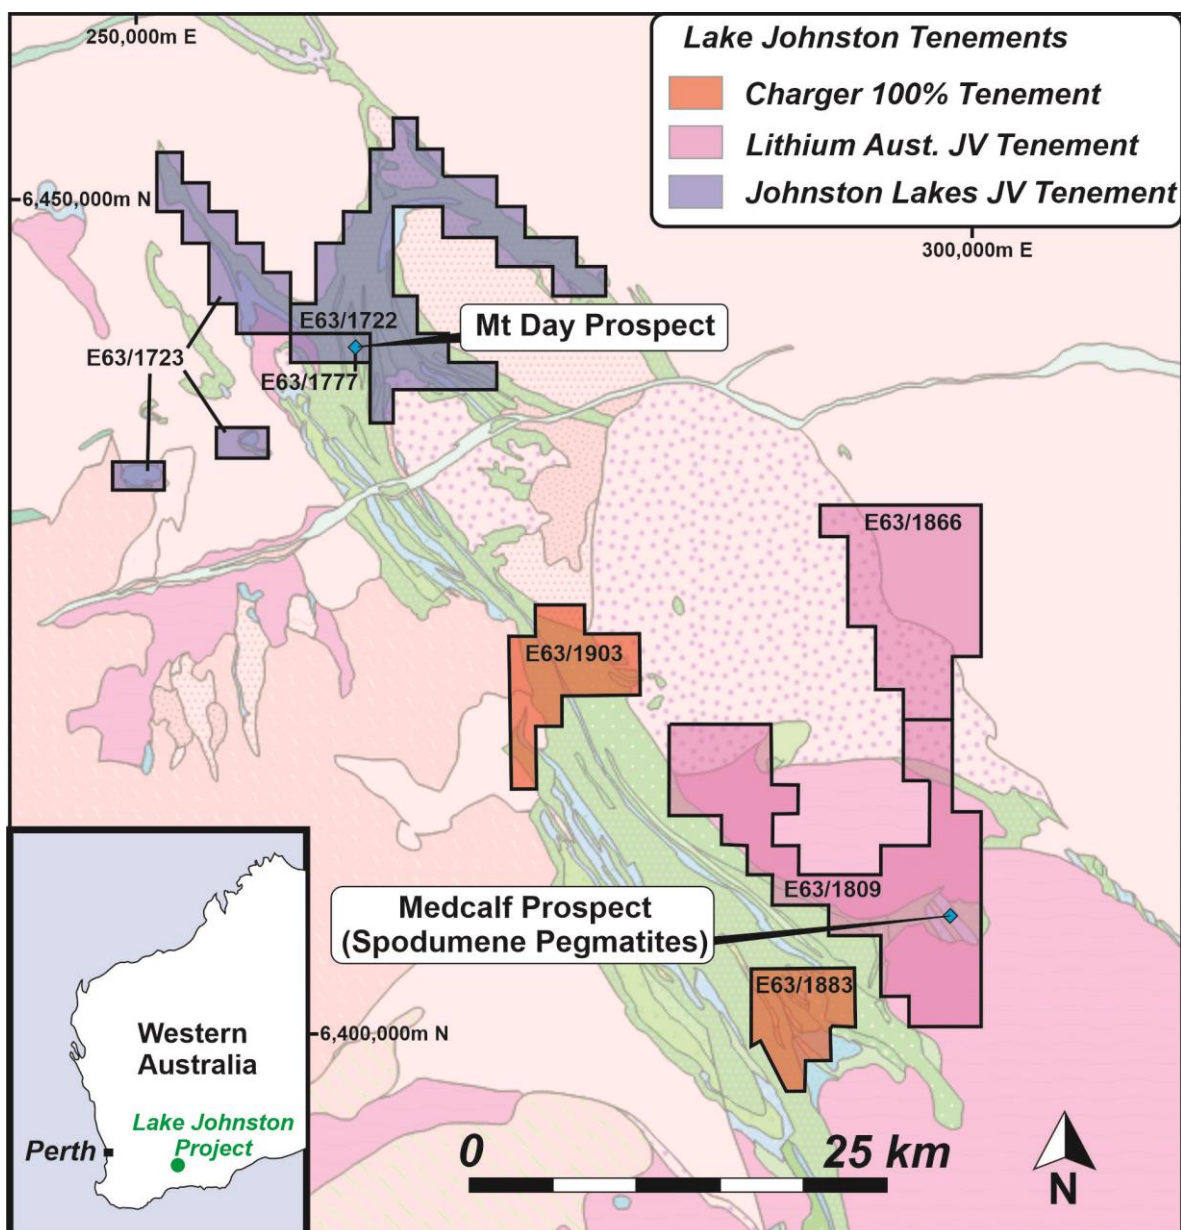 250,000m E
Lake Johnston Tenements
Charger 100% Tenement
Lithium Aust. JV Tenement
Johnston Lakes JV Tenement
6,450,000m N
300,000m E
E63/1722
Mt Day Prospect
E63/1723
E63/1777
E63/1866
E63/1903
E63/1809
Medcalf Prospect
(Spodumene Pegmatites)
E63/1883
6,400,000m N
Western
Australia
Lake Johnston
Project
Perth
0
25 km
N